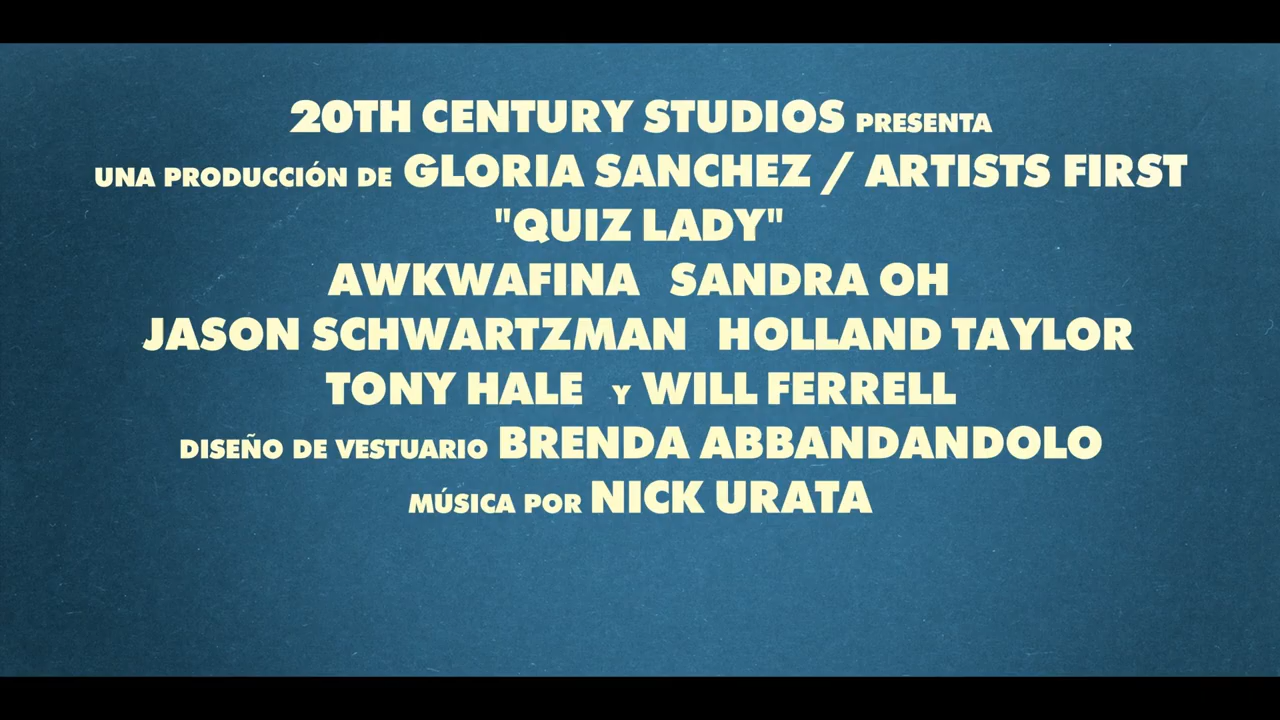 20TH CENTURY STUDIOS PRESENTA
UNA PRODUCCIÓN DE GLORIA SANCHEZ / ARTISTS FIRST
"QUIZ LADY"
AWKWAFINA SANDRA OH
JASON SCHWARTZMAN HOLLAND TAYLOR
TONY HALE Y WILL FERRELL
DISEÑO DE VESTUARIO BRENDA ABBANDANDOLO
MÚSICA POR NICK URATA